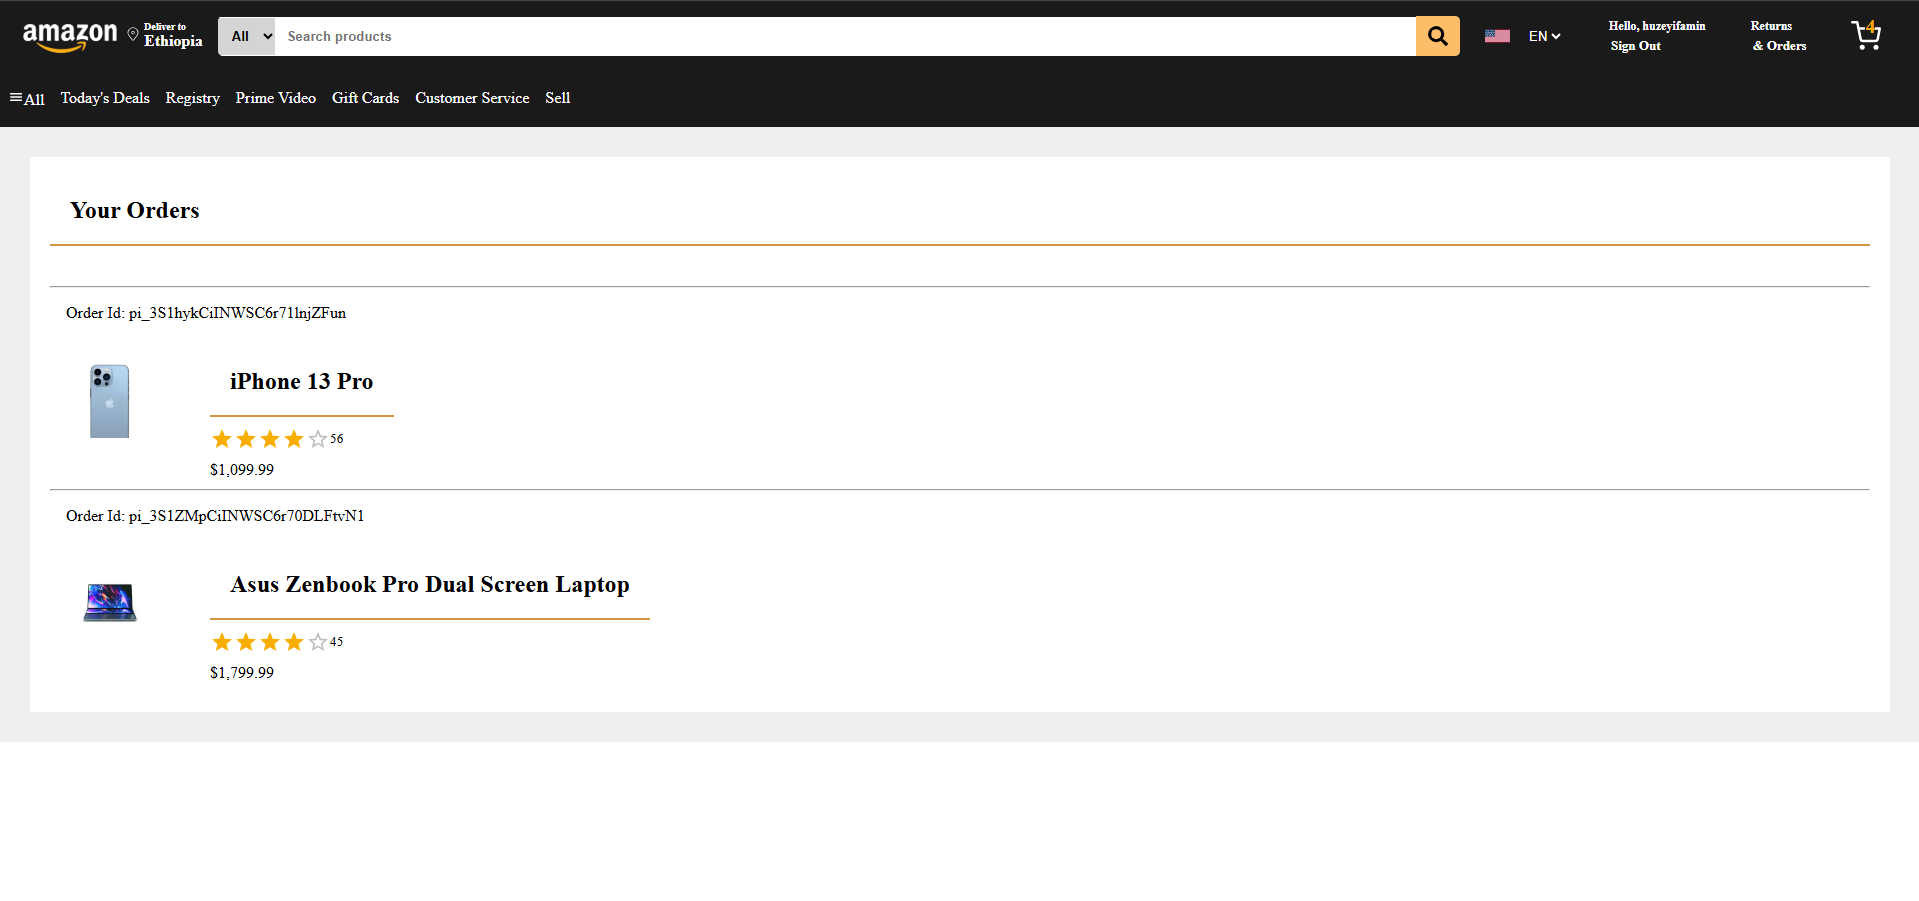 amazon
Deliver to
Ethiopia
All
Search products
EN
Hello, huzeyifamin
Sign Out
Returns
& Orders
4
All Today's Deals Registry Prime Video Gift Cards Customer Service Sell
Your Orders
Order Id: pi_3S1hykCiINWSC6r71lnjZFun
iPhone 13 Pro
56
$1,099.99
Order Id: pi_3S1ZMpCiINWSC6r70DLFtvN1
Asus Zenbook Pro Dual Screen Laptop
45
$1,799.99